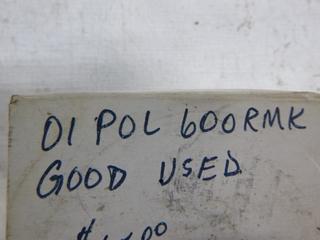 01 POL 600RMK
GOOD USED